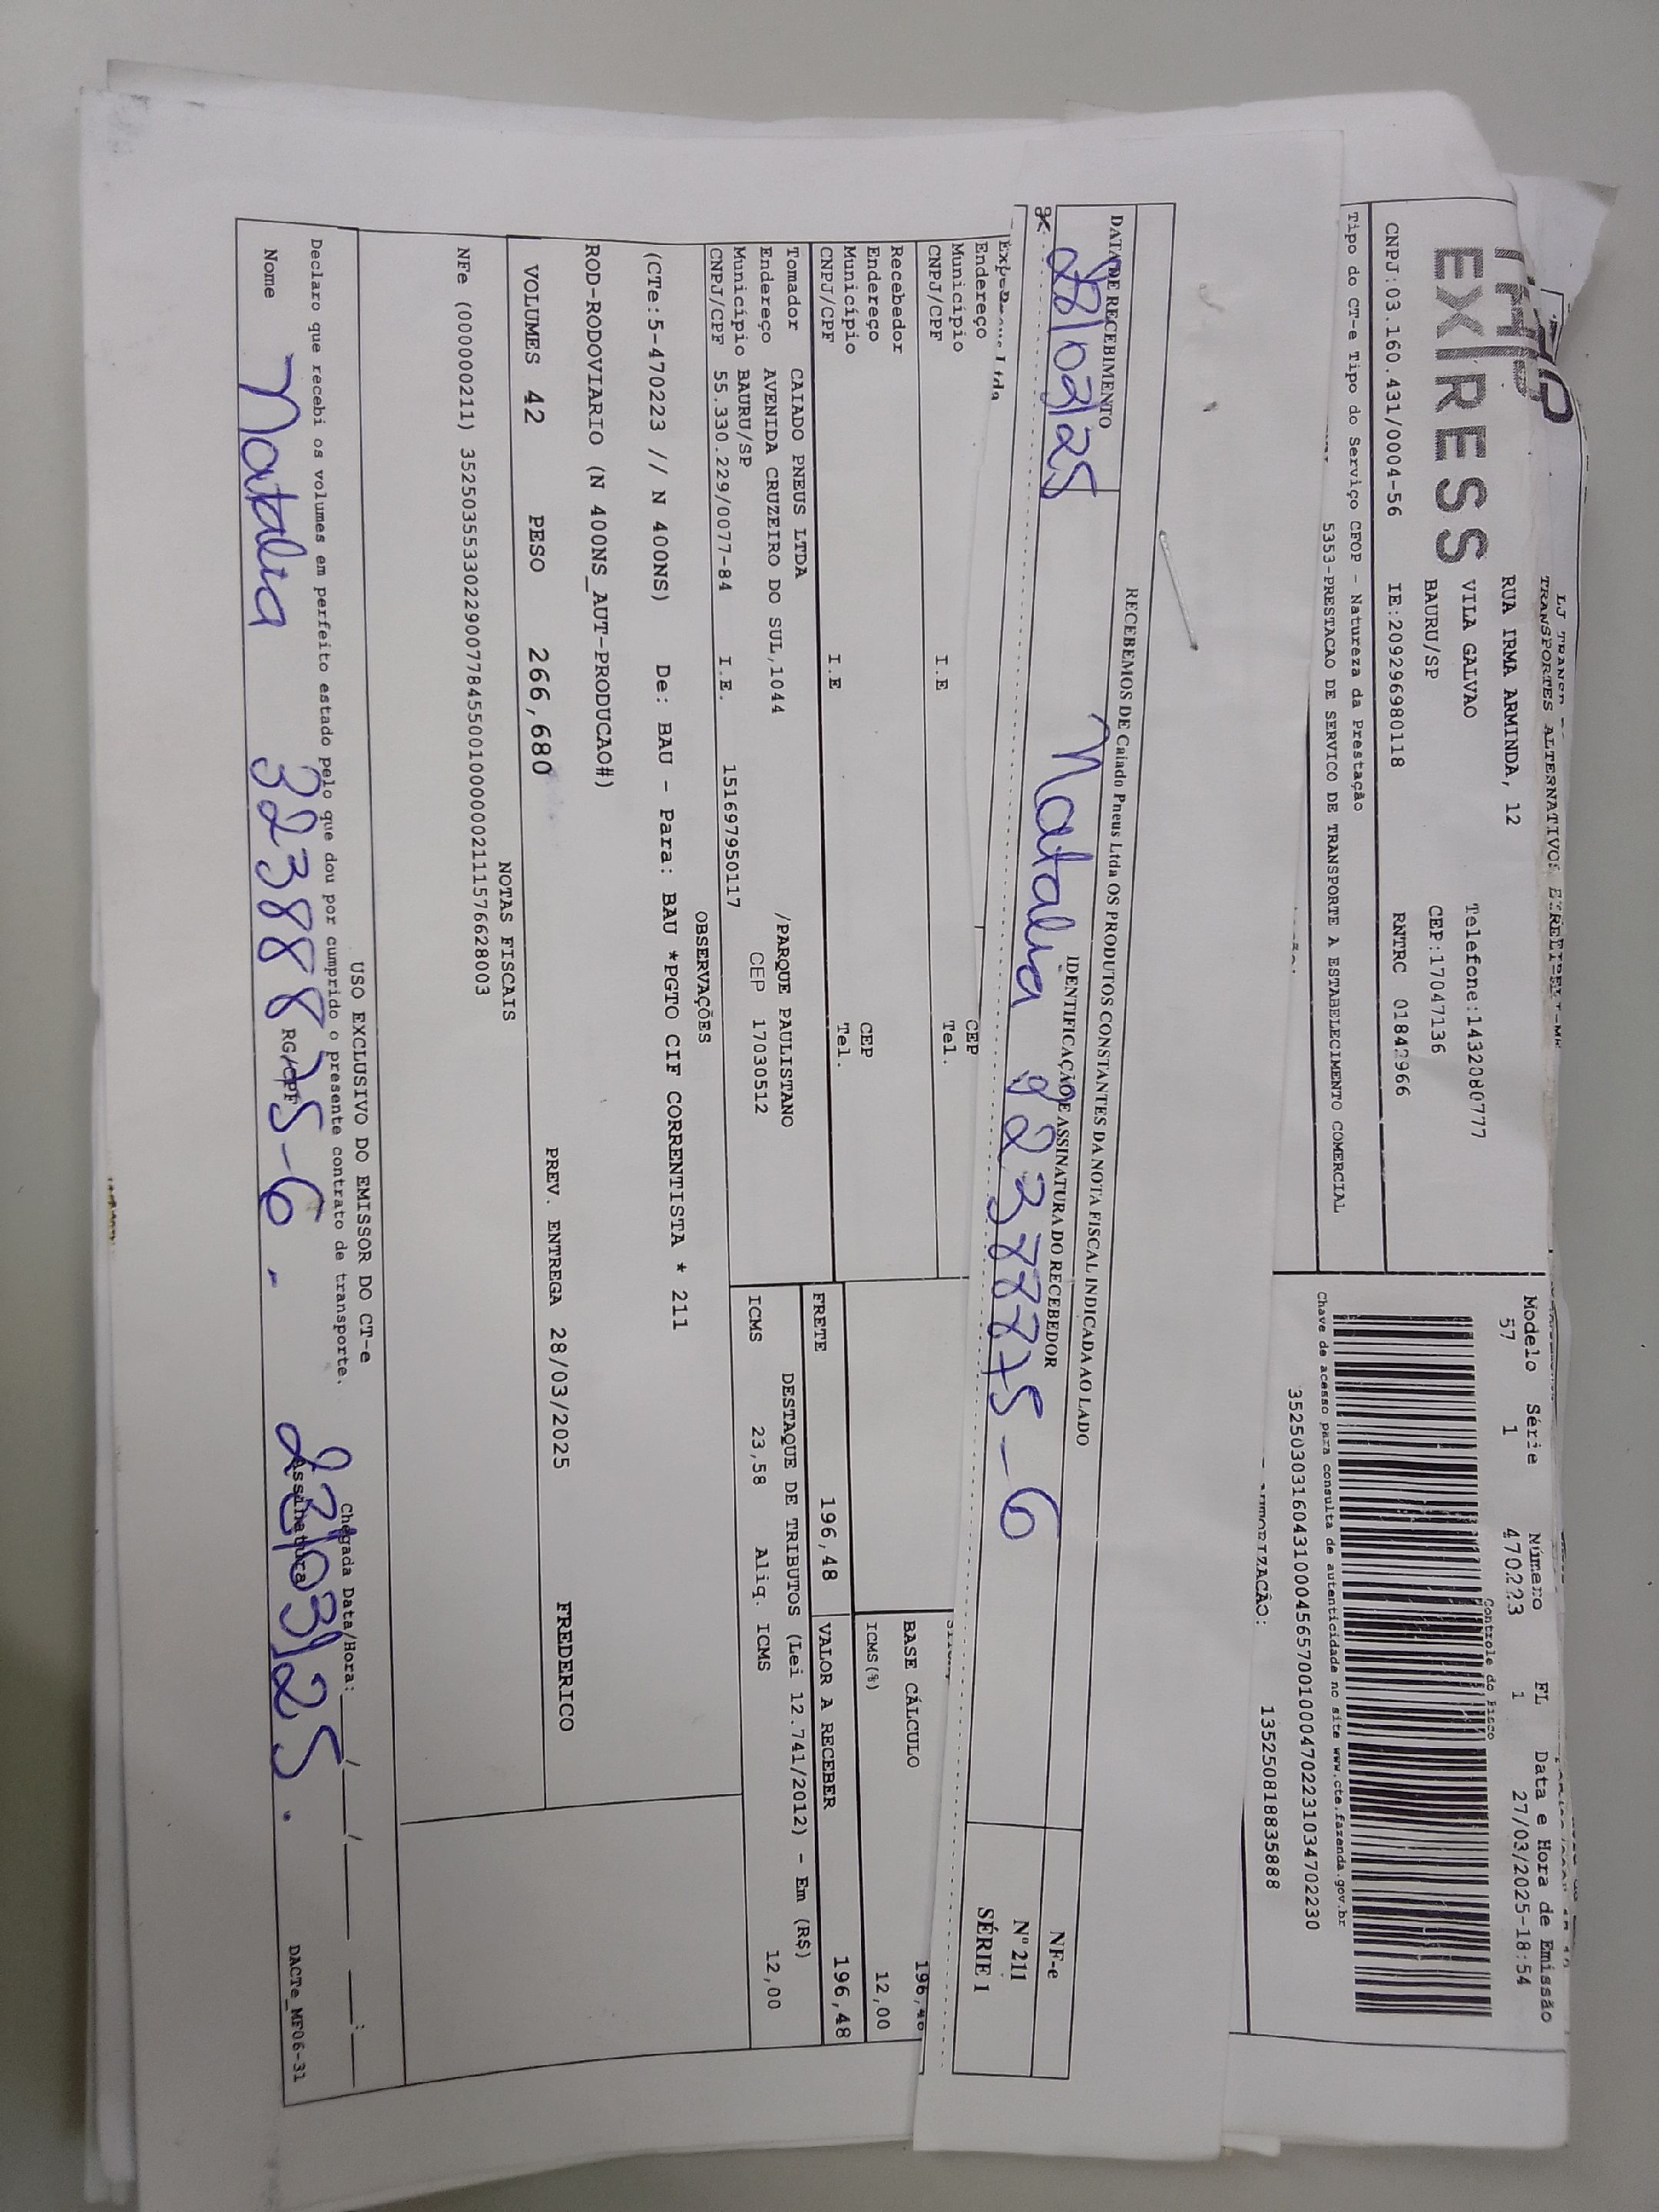 EXPRESS
TRANSPORTES ALTERNATIVOS
RUA IRMA ARMINDA, 12
VILA GALVAO Telefone:1432080777
BAURU/SP CEP:17047136
CNPJ:03.160.431/0004-56 IE:209296980118 RNTRC 01842966
Modelo Série Número FL Data e Hora de Emissão
57 1 470223 1 27/03/2025-18:54
Controle do Fisco
Tipo do CT-e Tipo do Serviço CFOP - Natureza da Prestação
5353-PRESTACAO DE SERVICO DE TRANSPORTE A ESTABELECIMENTO COMERCIAL
Chave de acesso para consulta de autenticidade no site www.cte.fazenda.gov.br
35250303160431000456570010004702231034702230
135250818835888
RECEBEMOS DE Caiado Pneus Ltda OS PRODUTOS CONSTANTES DA NOTA FISCAL INDICADA AO LADO
DATA DE RECEBIMENTO IDENTIFICAÇÃO E ASSINATURA DO RECEBEDOR
28/03/25 Natalia
NF-e
Nº 211
SÉRIE 1
Endereço
Município CEP
CNPJ/CPF I.E Tel.
Recebedor
Endereço
Município CEP
CNPJ/CPF I.E Tel.
BASE CÁLCULO
ICMS(%) 12,00
Tomador CAIADO PNEUS LTDA
Endereço AVENIDA CRUZEIRO DO SUL,1044 /PARQUE PAULISTANO
Município BAURU/SP CEP 17030512
CNPJ/CPF 55.330.229/0077-84 I.E. 151697950117
FRETE 196,48 VALOR A RECEBER 196,48
DESTAQUE DE TRIBUTOS (Lei 12.741/2012) - Em (R$)
ICMS 23,58 Aliq. ICMS 12,00
OBSERVAÇÕES
(CTe:5-470223 // N 400NS) De: BAU - Para: BAU *PGTO CIF CORRENTISTA * 211
ROD-RODOVIARIO (N 400NS_AUT-PRODUCAO#)
VOLUMES 42 PESO 266,680 PREV. ENTREGA 28/03/2025 FREDERICO
NOTAS FISCAIS
NFe (000000211) 35250355330229007784550010000002111576628003
USO EXCLUSIVO DO EMISSOR DO CT-e
Declaro que recebi os volumes em perfeito estado pelo que dou por cumprido o presente contrato de transporte. Chegada Data/Hora:___/___/___ __:__
Nome Natalia RG/CPF 3238875-6 Assinatura 28/03/25
DACTe_MF06-31